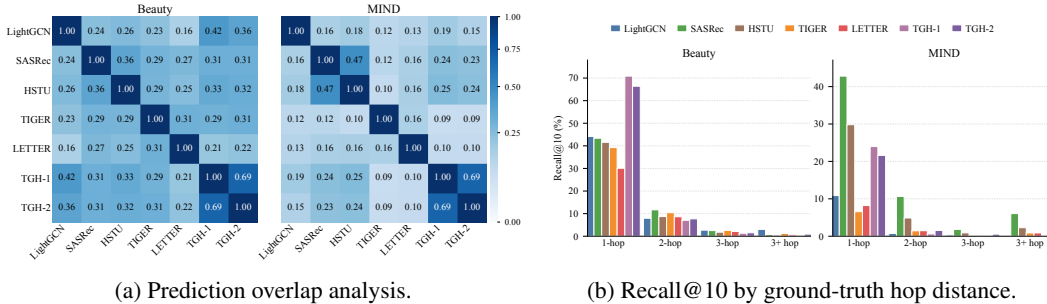 Beauty
MIND
LightGCN 1.00 0.24 0.26 0.23 0.16 0.42 0.36
SASRec 0.24 1.00 0.36 0.29 0.27 0.31 0.31
HSTU 0.26 0.36 1.00 0.29 0.25 0.33 0.32
TIGER 0.23 0.29 0.29 1.00 0.31 0.29 0.31
LETTER 0.16 0.27 0.25 0.31 1.00 0.21 0.22
TGH-1 0.42 0.31 0.33 0.29 0.21 1.00 0.69
TGH-2 0.36 0.31 0.32 0.31 0.22 0.69 1.00
LightGCN SASRec HSTU TIGER LETTER TGH-1 TGH-2
1.00 0.16 0.18 0.12 0.13 0.19 0.15
0.16 1.00 0.47 0.12 0.16 0.24 0.23
0.18 0.47 1.00 0.10 0.16 0.25 0.24
0.12 0.12 0.10 1.00 0.16 0.09 0.09
0.13 0.16 0.16 0.16 1.00 0.10 0.10
0.19 0.24 0.25 0.09 0.10 1.00 0.69
0.15 0.23 0.24 0.09 0.10 0.69 1.00
LightGCN SASRec HSTU TIGER LETTER TGH-1 TGH-2
1.00
0.75
0.50
0.25
0.00
(a) Prediction overlap analysis.
LightGCN SASRec HSTU TIGER LETTER TGH-1 TGH-2
Beauty
MIND
Recall@10 (%)
70
60
50
40
30
20
10
0
1-hop 2-hop 3-hop 3+ hop
40
30
20
10
0
1-hop 2-hop 3-hop 3+ hop
(b) Recall@10 by ground-truth hop distance.